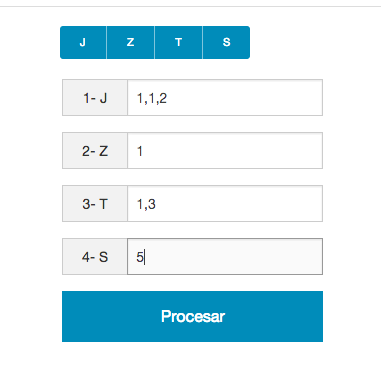 J Z T S
1- J 1,1,2
2- Z 1
3- T 1,3
4- S 5
Procesar